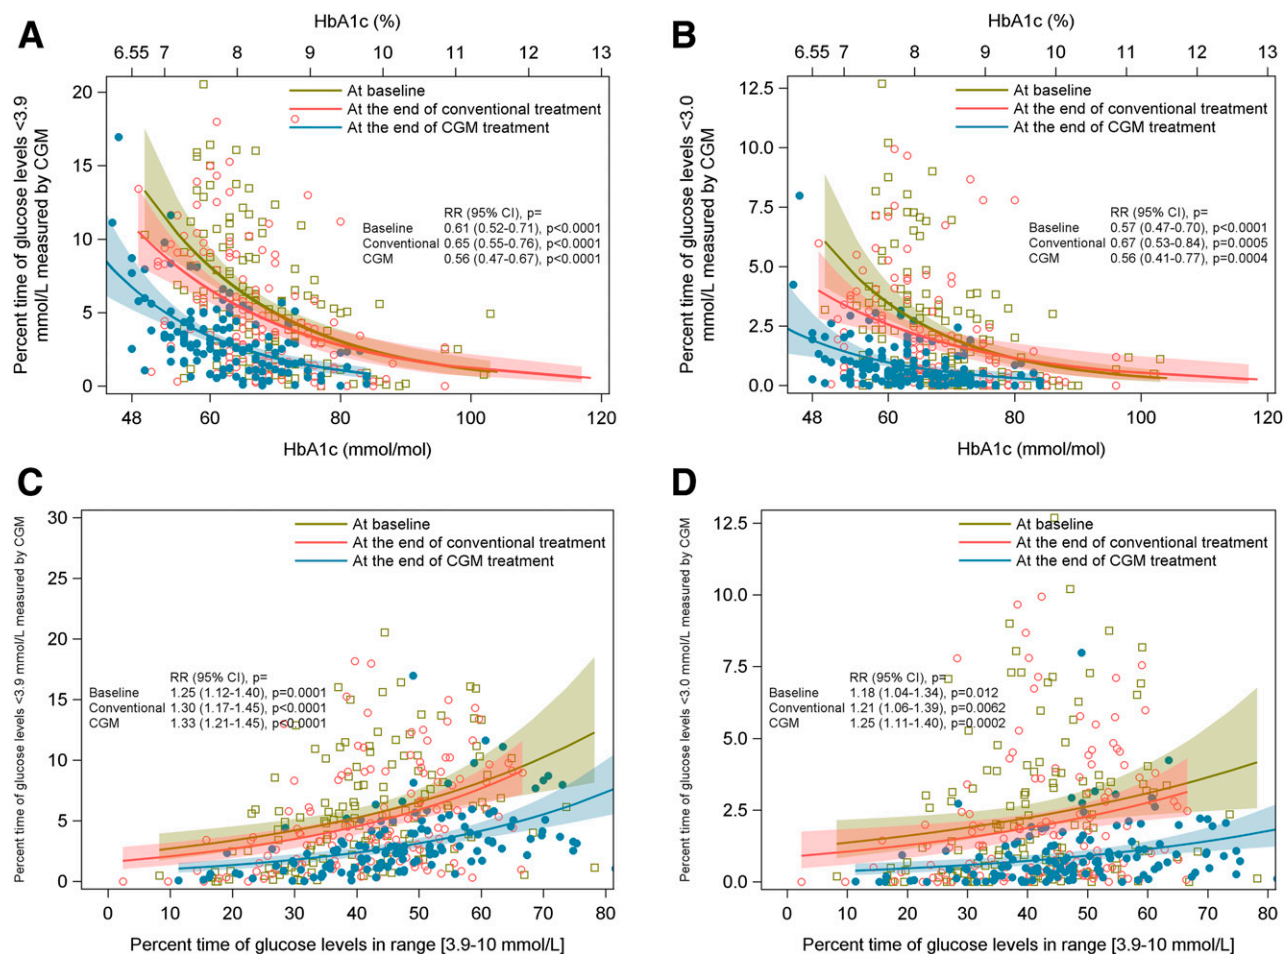 A
HbA1c (%)
6.55 7 8 9 10 11 12 13
Percent time of glucose levels <3.9
mmol/L measured by CGM
20
15
10
5
0
At baseline
At the end of conventional treatment
At the end of CGM treatment
RR (95% CI), p=
Baseline 0.61 (0.52-0.71), p<0.0001
Conventional 0.65 (0.55-0.76), p<0.0001
CGM 0.56 (0.47-0.67), p<0.0001
48 60 80 100 120
HbA1c (mmol/mol)
B
HbA1c (%)
6.55 7 8 9 10 11 12 13
Percent time of glucose levels <3.0
mmol/L measured by CGM
12.5
10.0
7.5
5.0
2.5
0.0
At baseline
At the end of conventional treatment
At the end of CGM treatment
RR (95% CI), p=
Baseline 0.57 (0.47-0.70), p<0.0001
Conventional 0.67 (0.53-0.84), p=0.0005
CGM 0.56 (0.41-0.77), p=0.0004
48 60 80 100 120
HbA1c (mmol/mol)
C
Percent time of glucose levels <3.9 mmol/L measured by CGM
30
25
20
15
10
5
0
At baseline
At the end of conventional treatment
At the end of CGM treatment
RR (95% CI), p=
Baseline 1.25 (1.12-1.40), p=0.0001
Conventional 1.30 (1.17-1.45), p<0.0001
CGM 1.33 (1.21-1.45), p<0.0001
0 10 20 30 40 50 60 70 80
Percent time of glucose levels in range [3.9-10 mmol/L]
D
Percent time of glucose levels <3.0 mmol/L measured by CGM
12.5
10.0
7.5
5.0
2.5
0.0
At baseline
At the end of conventional treatment
At the end of CGM treatment
RR (95% CI), p=
Baseline 1.18 (1.04-1.34), p=0.012
Conventional 1.21 (1.06-1.39), p=0.0062
CGM 1.25 (1.11-1.40), p=0.0002
0 10 20 30 40 50 60 70 80
Percent time of glucose levels in range [3.9-10 mmol/L]